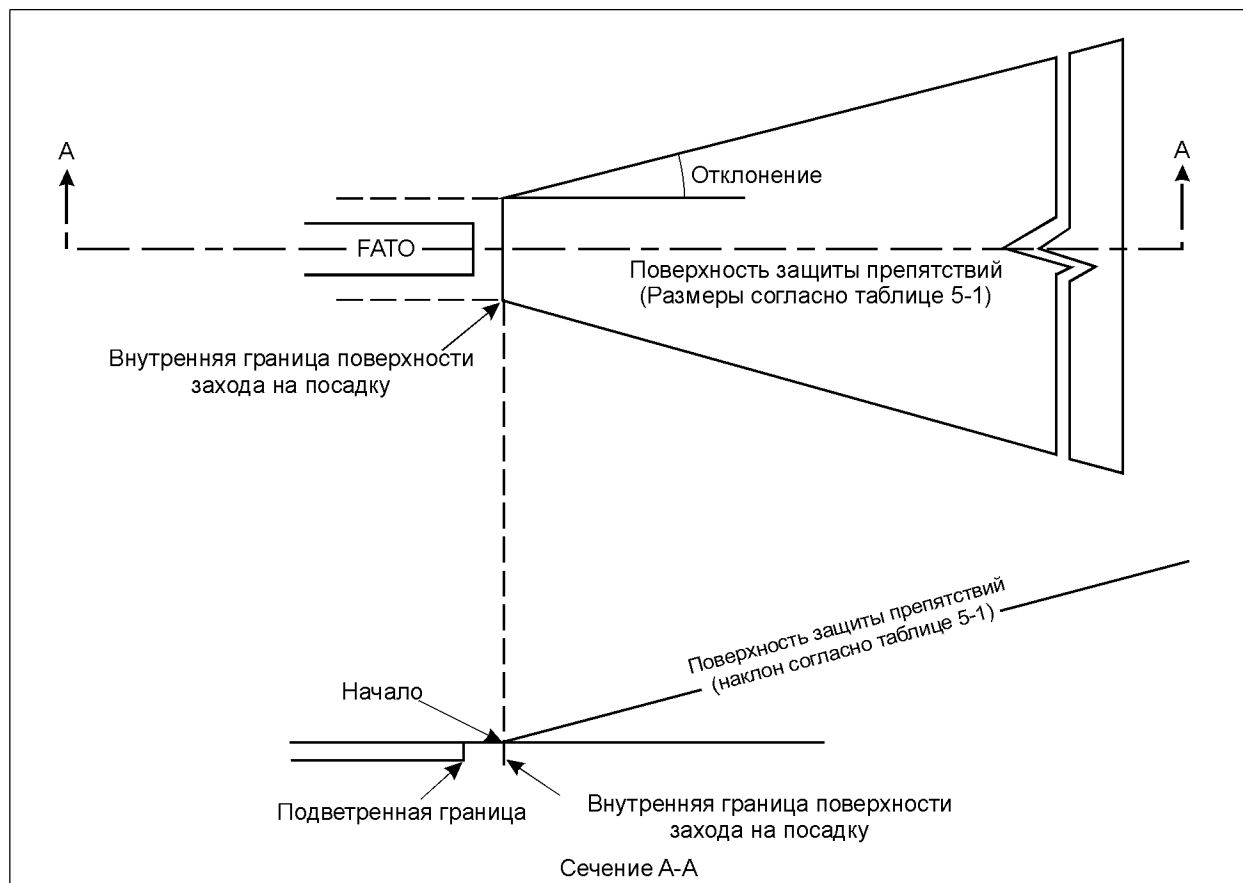 A
A
Отклонение
FATO
Поверхность защиты препятствий
(Размеры согласно таблице 5-1)
Внутренняя граница поверхности
захода на посадку
Поверхность защиты препятствий
(наклон согласно таблице 5-1)
Начало
Подветренная граница
Внутренняя граница поверхности
захода на посадку
Сечение А-А